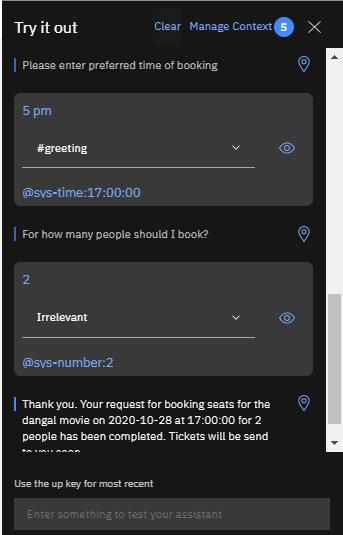 Try it out
Clear
Manage Context 5
Please enter preferred time of booking
5 pm
#greeting
@sys-time:17:00:00
For how many people should I book?
2
Irrelevant
@sys-number:2
Thank you. Your request for booking seats for the
dangal movie on 2020-10-28 at 17:00:00 for 2
people has been completed. Tickets will be send
to you soon
Use the up key for most recent
Enter something to test your assistant